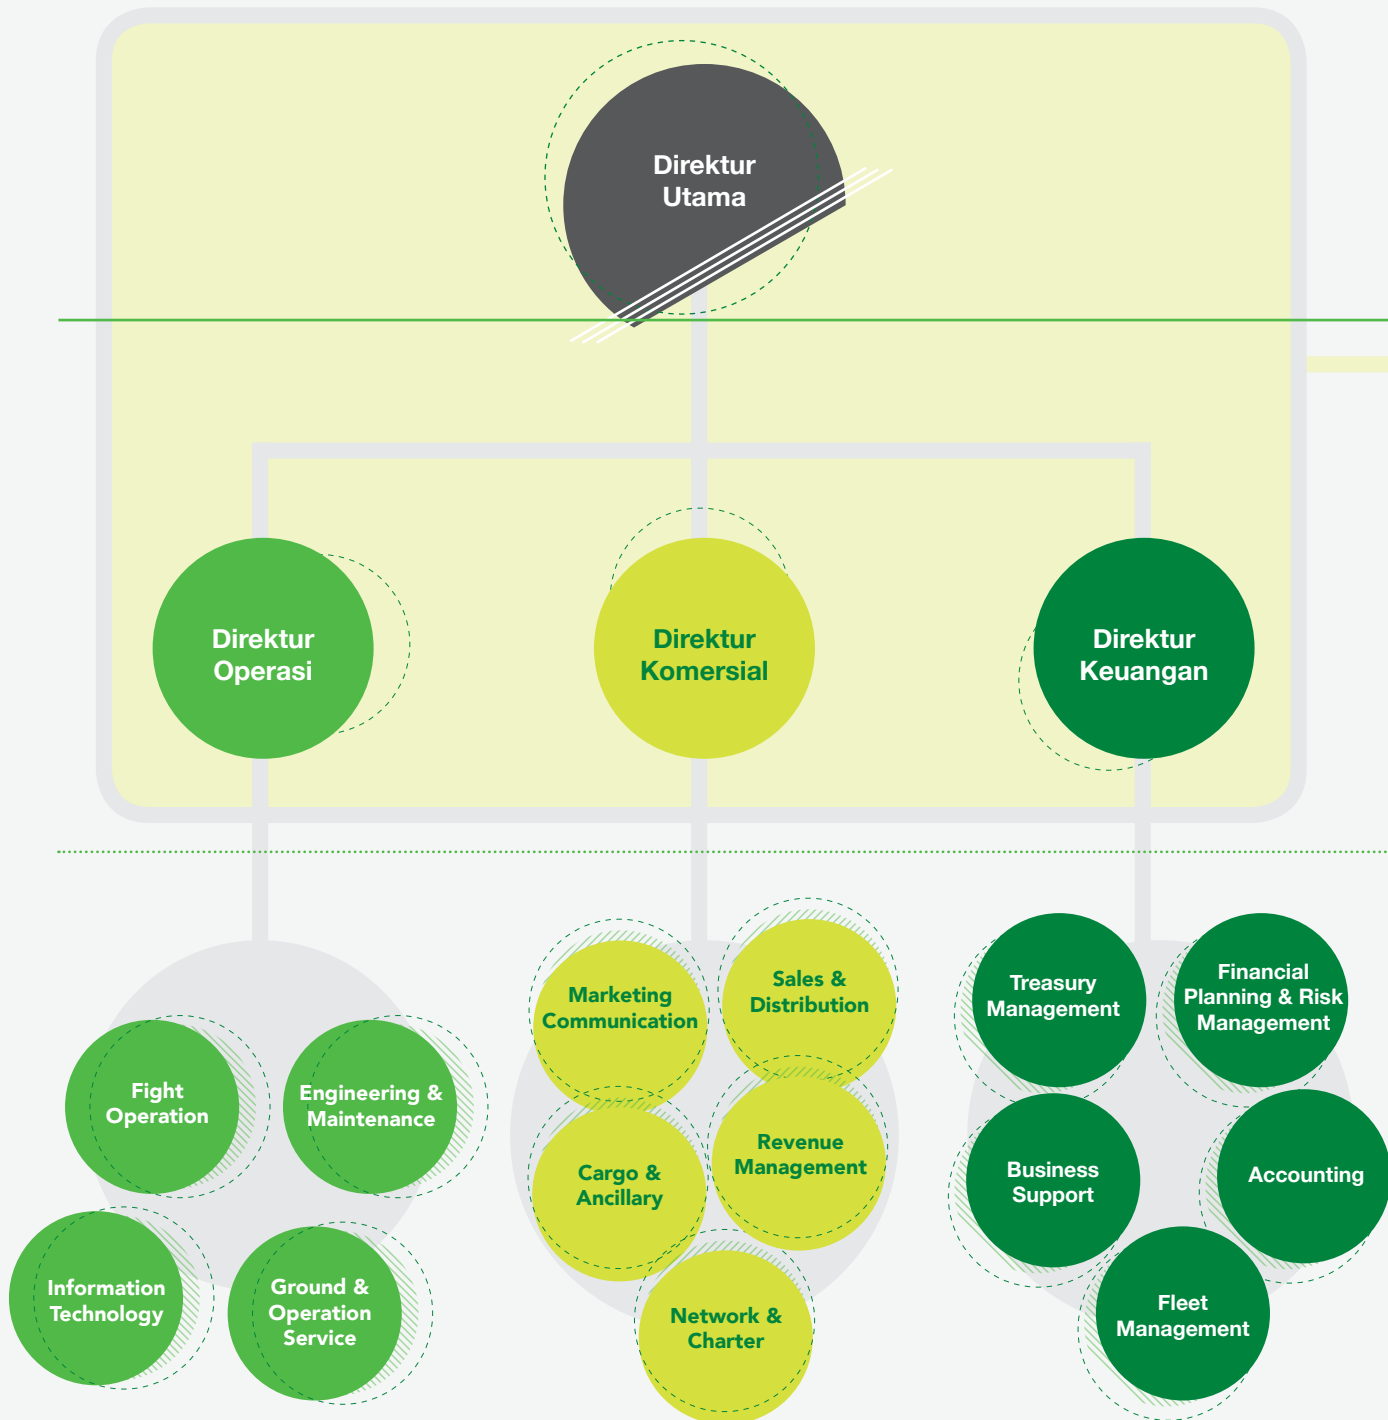 Direktur
Utama
Direktur
Operasi
Direktur
Komersial
Direktur
Keuangan
Fight
Operation
Engineering &
Maintenance
Information
Technology
Ground &
Operation
Service
Marketing
Communication
Sales &
Distribution
Cargo &
Ancillary
Revenue
Management
Network &
Charter
Treasury
Management
Financial
Planning & Risk
Management
Business
Support
Accounting
Fleet
Management